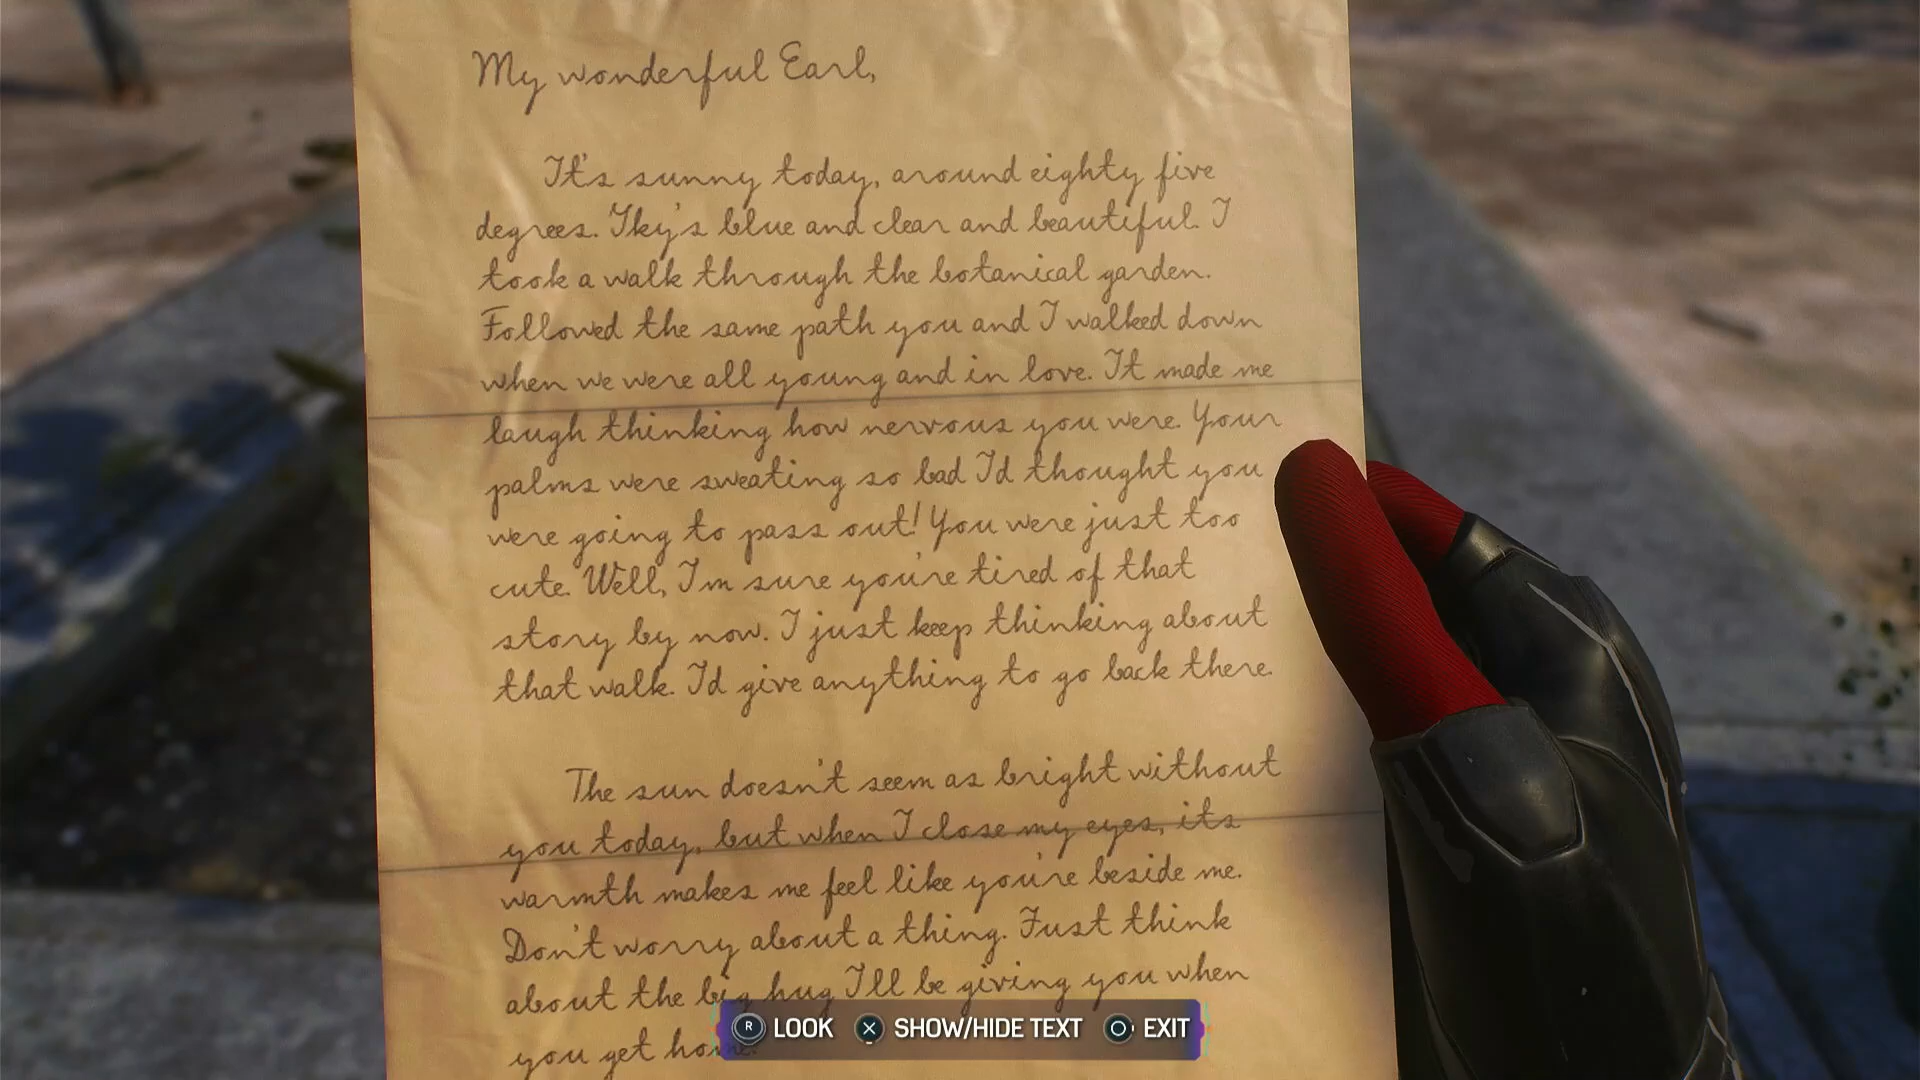 My wonderful Earl,
It's sunny today, around eighty five
degrees. Sky's blue and clear and beautiful. I
took a walk through the botanical garden.
Followed the same path you and I walked down
when we were all young and in love. It made me
laugh thinking how nervous you were. Your
palms were sweating so bad I'd thought you
were going to pass out! You were just too
cute. Well, I'm sure you're tired of that
story by now. I just keep thinking about
that walk. I'd give anything to go back there.
The sun doesn't seem as bright without
you today, but when I close my eyes, its
warmth makes me feel like you're beside me.
Don't worry about a thing. Just think
about the big hug I'll be giving you when
you get home.
R LOOK X SHOW/HIDE TEXT O EXIT